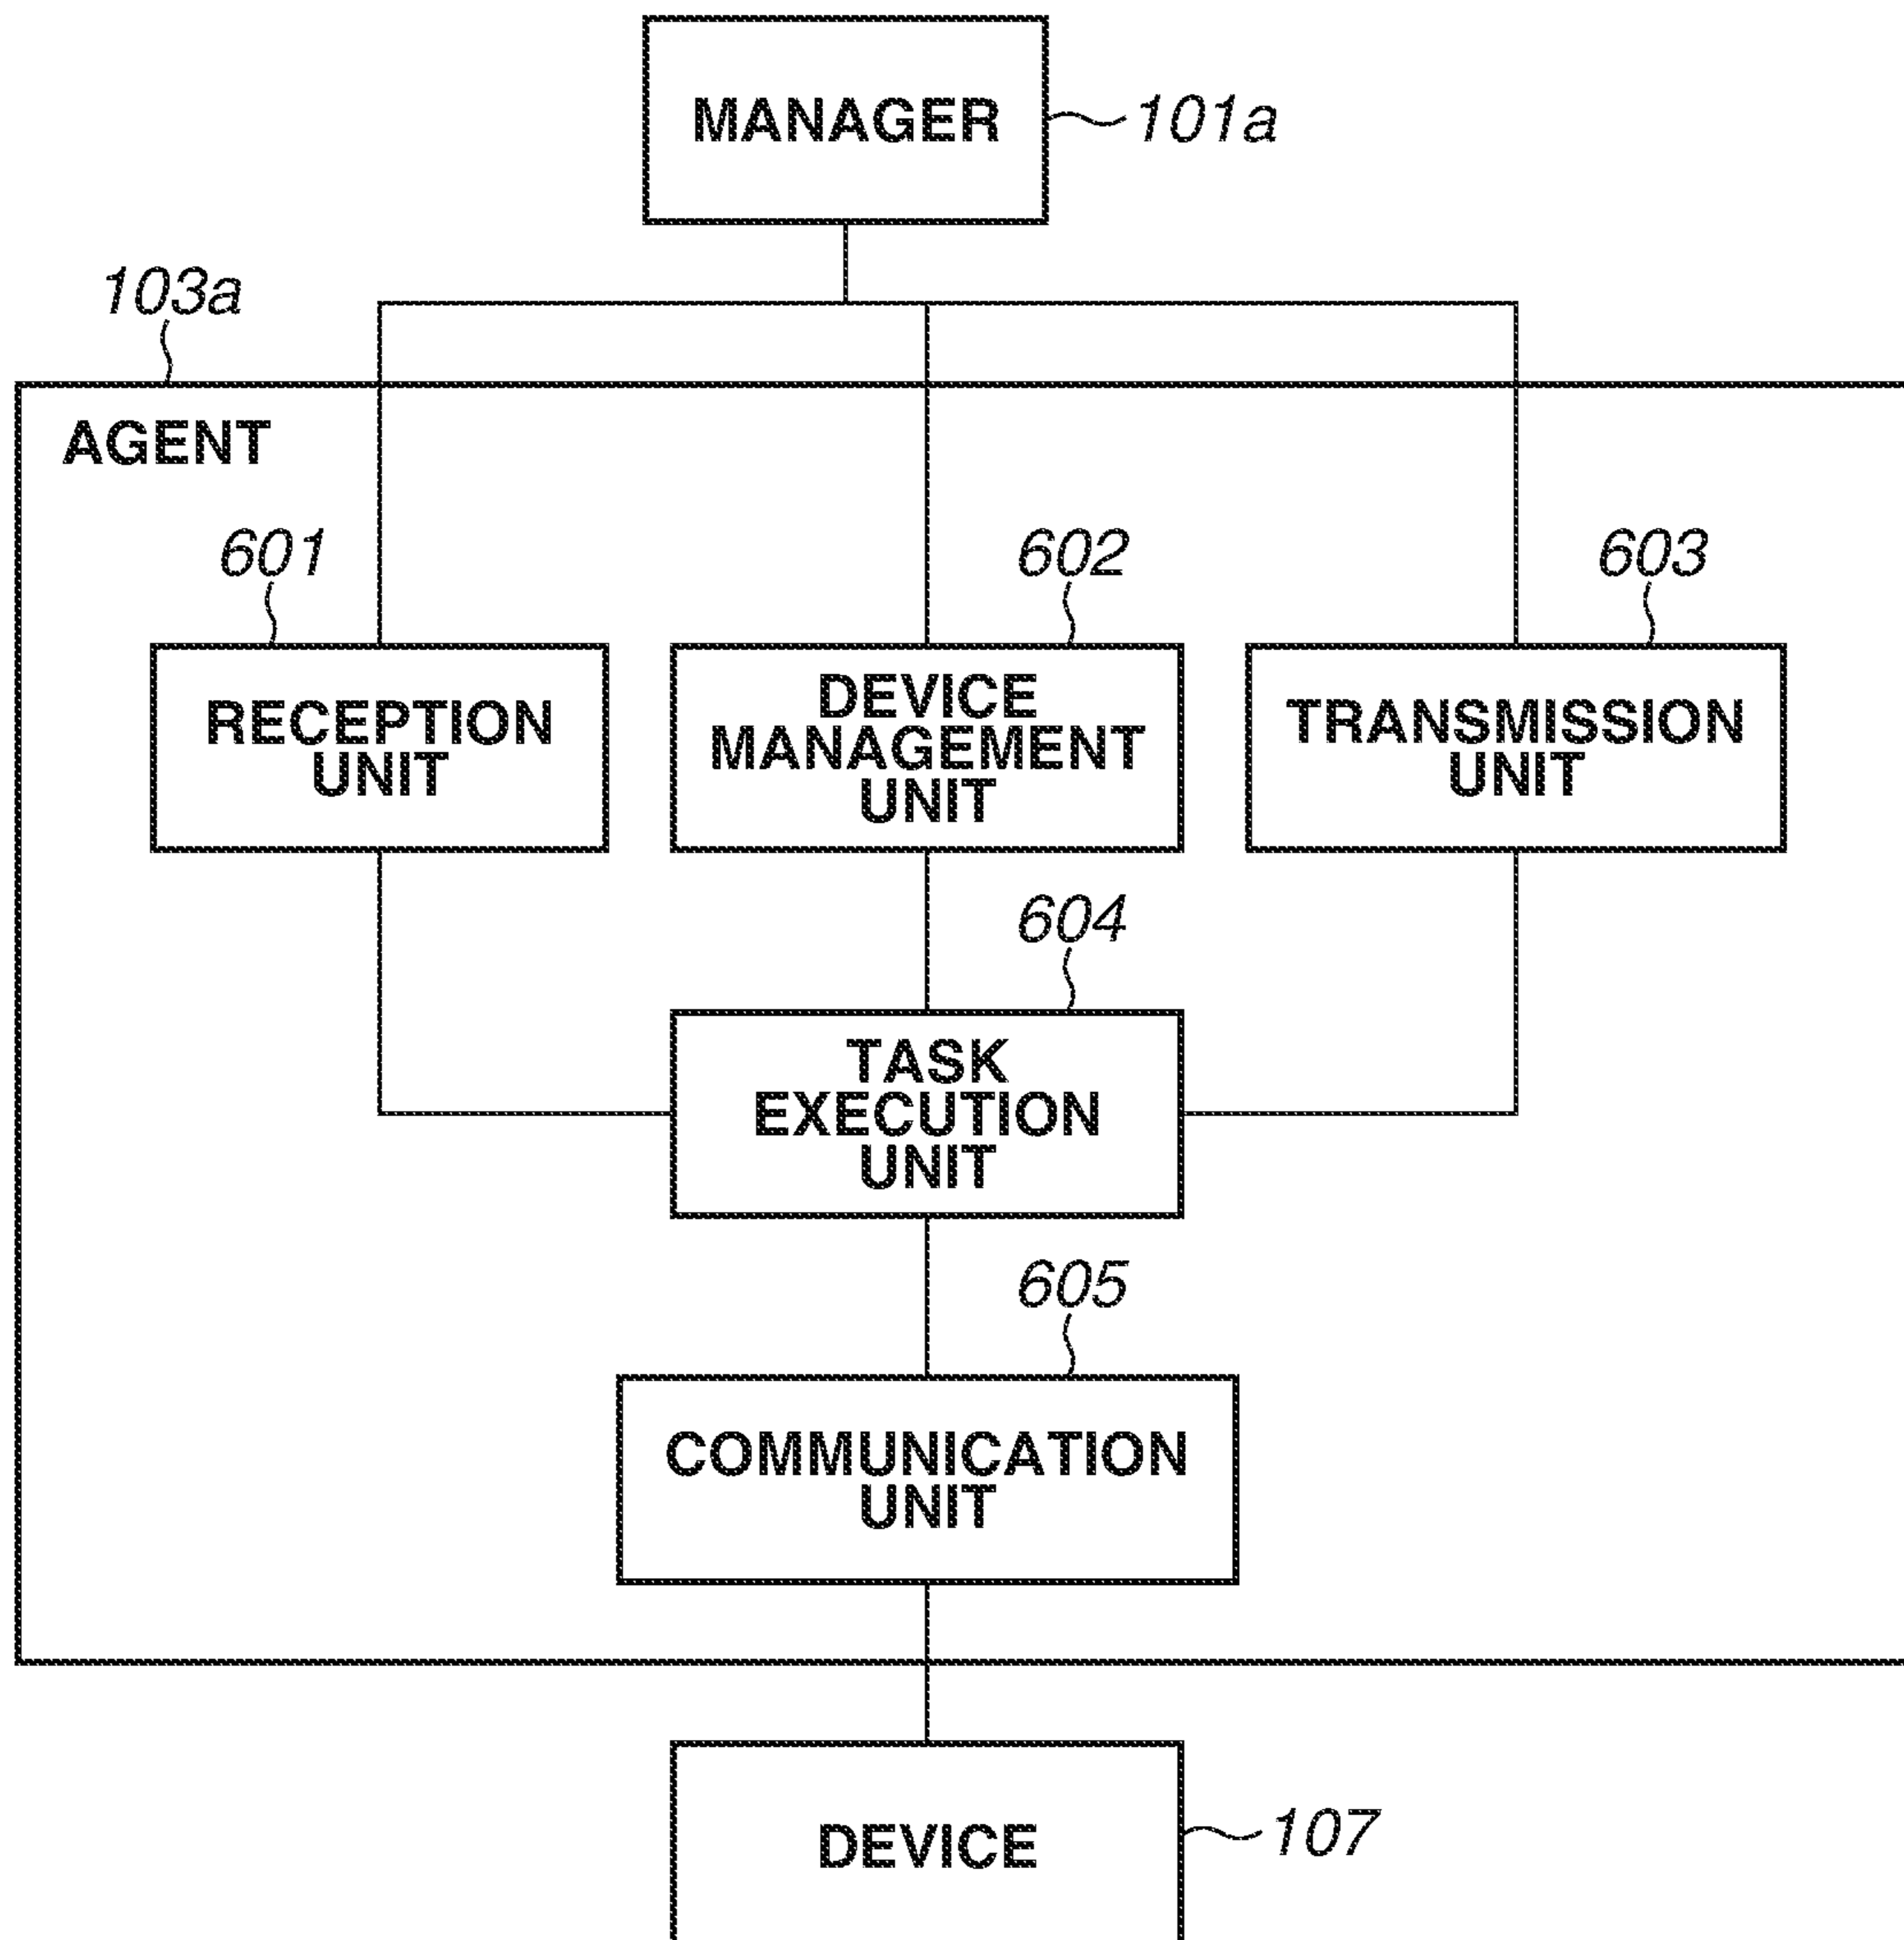 MANAGER
101a
103a
AGENT
601
602
603
RECEPTION
UNIT
DEVICE
MANAGEMENT
UNIT
TRANSMISSION
UNIT
604
TASK
EXECUTION
UNIT
605
COMMUNICATION
UNIT
DEVICE
107